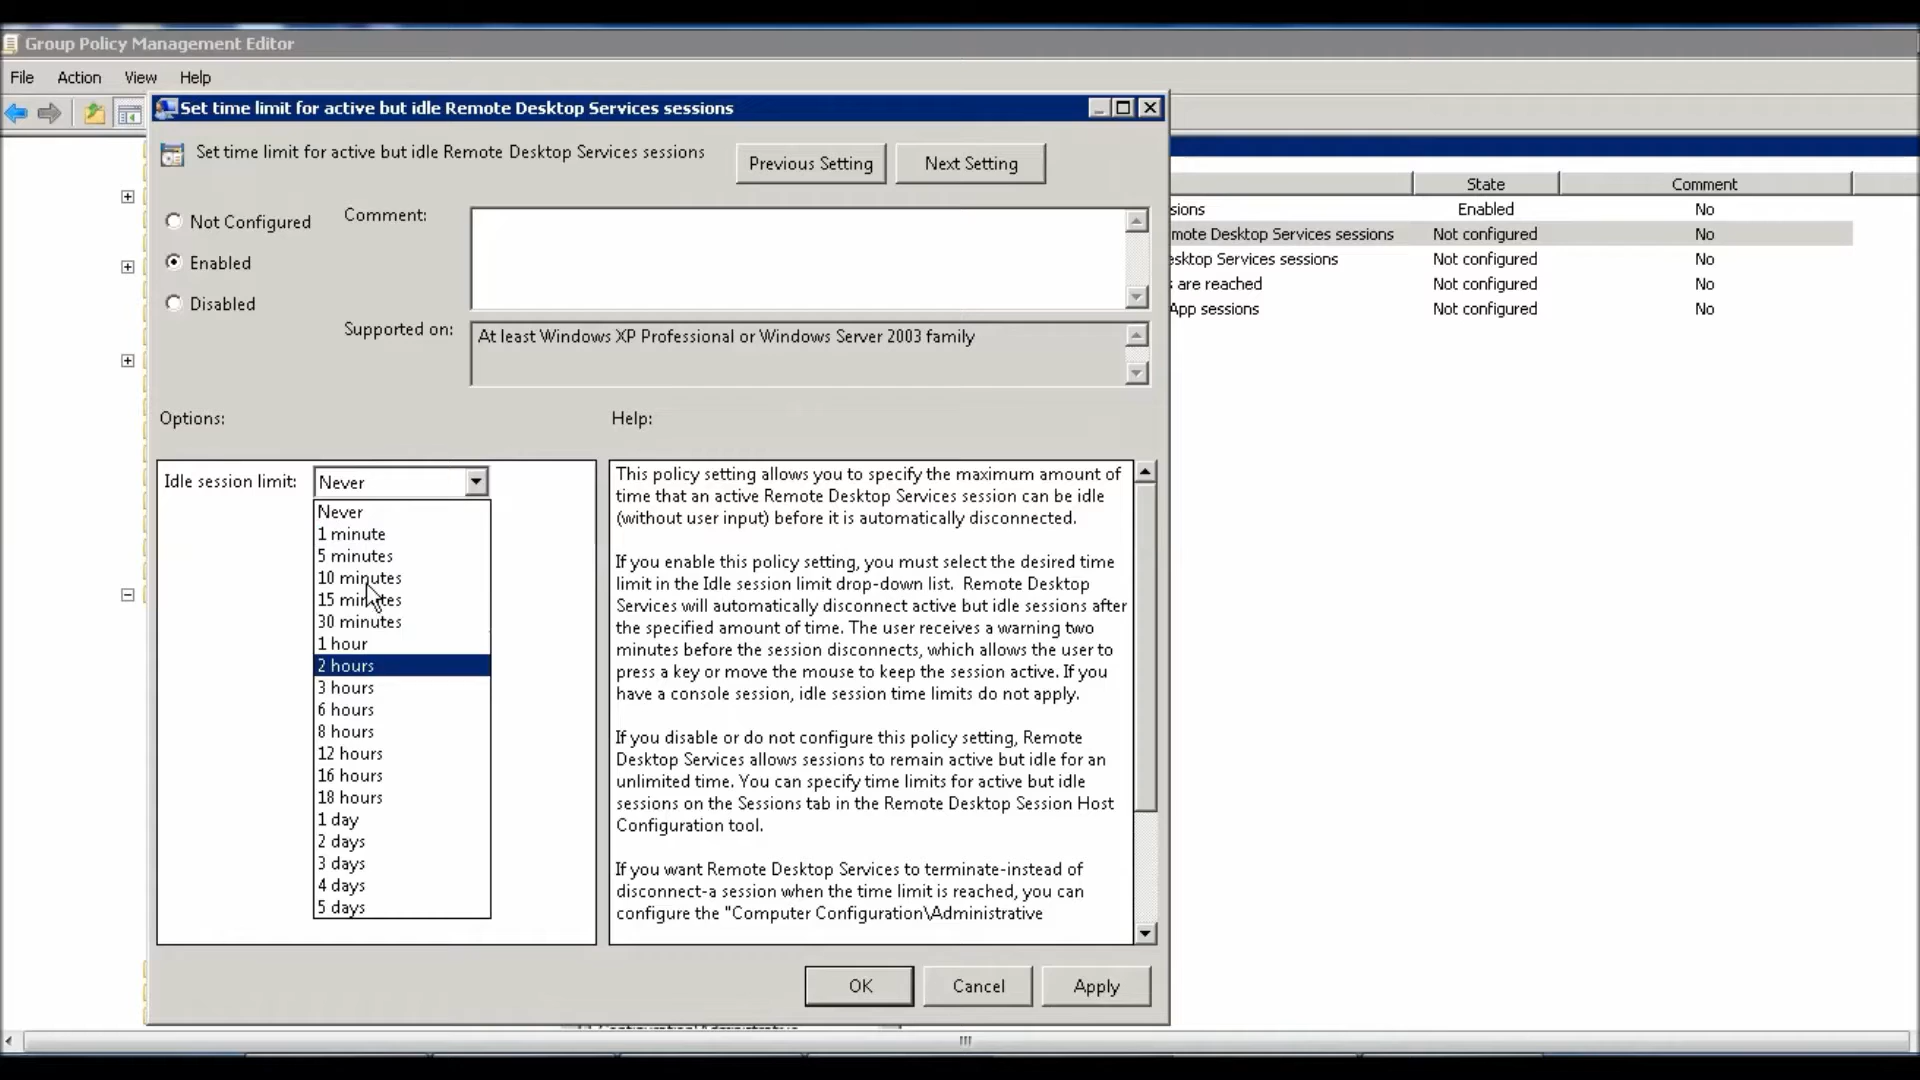 Group Policy Management Editor
File Action View Help
Set time limit for active but idle Remote Desktop Services sessions
Set time limit for active but idle Remote Desktop Services sessions
Previous Setting
Next Setting
Not Configured
Enabled
Disabled
Comment:
Supported on:
At least Windows XP Professional or Windows Server 2003 family
Options:
Help:
Idle session limit:
Never
Never
1 minute
5 minutes
10 minutes
15 minutes
30 minutes
1 hour
2 hours
3 hours
6 hours
8 hours
12 hours
16 hours
18 hours
1 day
2 days
3 days
4 days
5 days
This policy setting allows you to specify the maximum amount of
time that an active Remote Desktop Services session can be idle
(without user input) before it is automatically disconnected.
If you enable this policy setting, you must select the desired time
limit in the Idle session limit drop-down list. Remote Desktop
Services will automatically disconnect active but idle sessions after
the specified amount of time. The user receives a warning two
minutes before the session disconnects, which allows the user to
press a key or move the mouse to keep the session active. If you
have a console session, idle session time limits do not apply.
If you disable or do not configure this policy setting, Remote
Desktop Services allows sessions to remain active but idle for an
unlimited time. You can specify time limits for active but idle
sessions on the Sessions tab in the Remote Desktop Session Host
Configuration tool.
If you want Remote Desktop Services to terminate-instead of
disconnect-a session when the time limit is reached, you can
configure the "Computer Configuration\Administrative
OK
Cancel
Apply
State Comment
sions Enabled No
mote Desktop Services sessions Not configured No
esktop Services sessions Not configured No
s are reached Not configured No
App sessions Not configured No